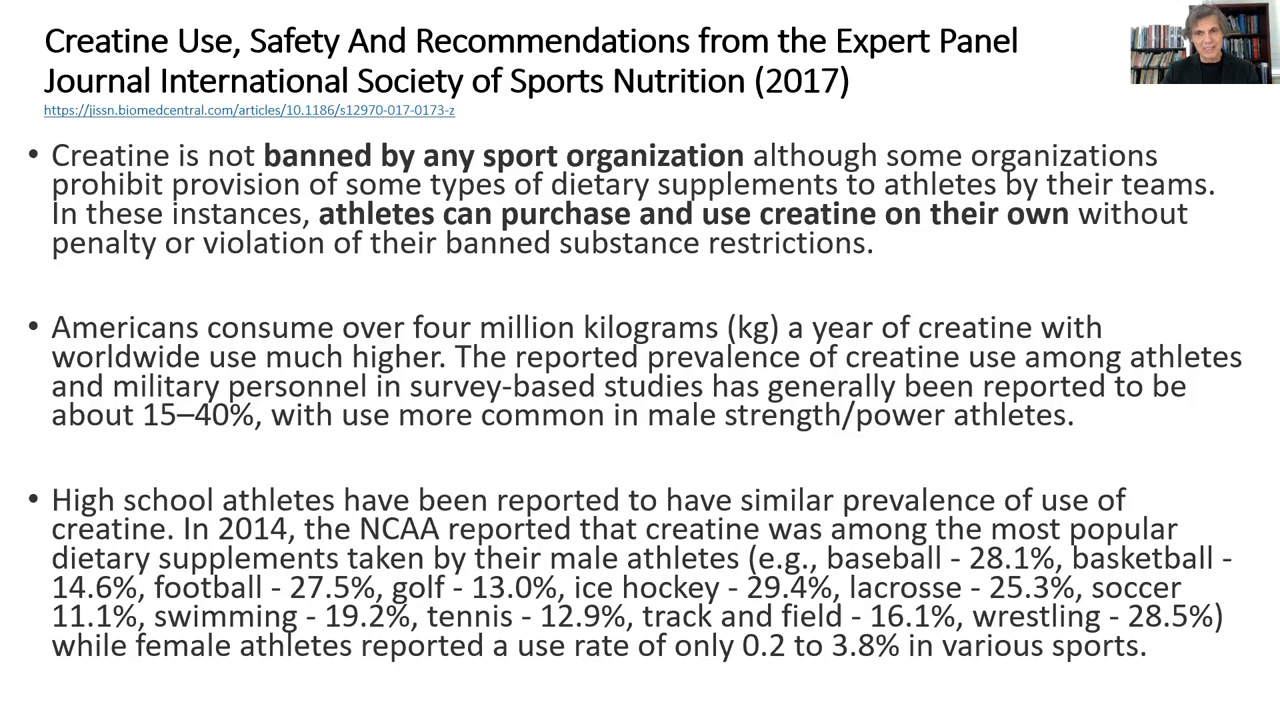 Creatine Use, Safety And Recommendations from the Expert Panel
Journal International Society of Sports Nutrition (2017)
https://jissn.biomedcentral.com/articles/10.1186/s12970-017-0173-z
• Creatine is not banned by any sport organization although some organizations
prohibit provision of some types of dietary supplements to athletes by their teams.
In these instances, athletes can purchase and use creatine on their own without
penalty or violation of their banned substance restrictions.
• Americans consume over four million kilograms (kg) a year of creatine with
worldwide use much higher. The reported prevalence of creatine use among athletes
and military personnel in survey-based studies has generally been reported to be
about 15–40%, with use more common in male strength/power athletes.
• High school athletes have been reported to have similar prevalence of use of
creatine. In 2014, the NCAA reported that creatine was among the most popular
dietary supplements taken by their male athletes (e.g., baseball - 28.1%, basketball -
14.6%, football - 27.5%, golf - 13.0%, ice hockey - 29.4%, lacrosse - 25.3%, soccer
11.1%, swimming - 19.2%, tennis - 12.9%, track and field - 16.1%, wrestling - 28.5%)
while female athletes reported a use rate of only 0.2 to 3.8% in various sports.